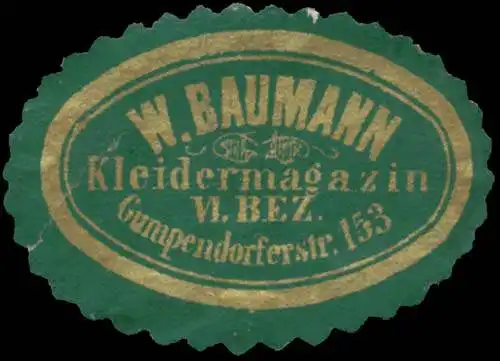 W. BAUMANN
Kleidermagazin
VI. BEZ.
Gumpendorferstr. 153